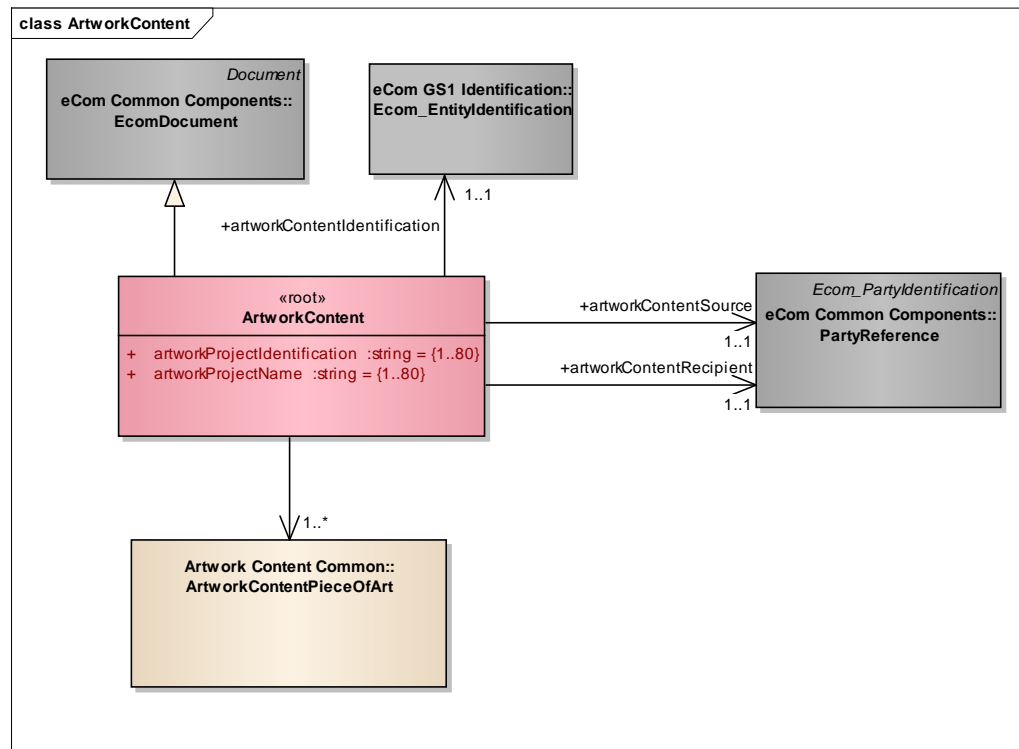 class ArtworkContent
Document
eCom Common Components::
EcomDocument
eCom GS1 Identification::
Ecom_EntityIdentification
1..1
+artworkContentIdentification
«root»
ArtworkContent
+ artworkProjectIdentification :string = {1..80}
+ artworkProjectName :string = {1..80}
+artworkContentSource
1..1
+artworkContentRecipient
1..1
Ecom_PartyIdentification
eCom Common Components::
PartyReference
1..*
Artwork Content Common::
ArtworkContentPieceOfArt